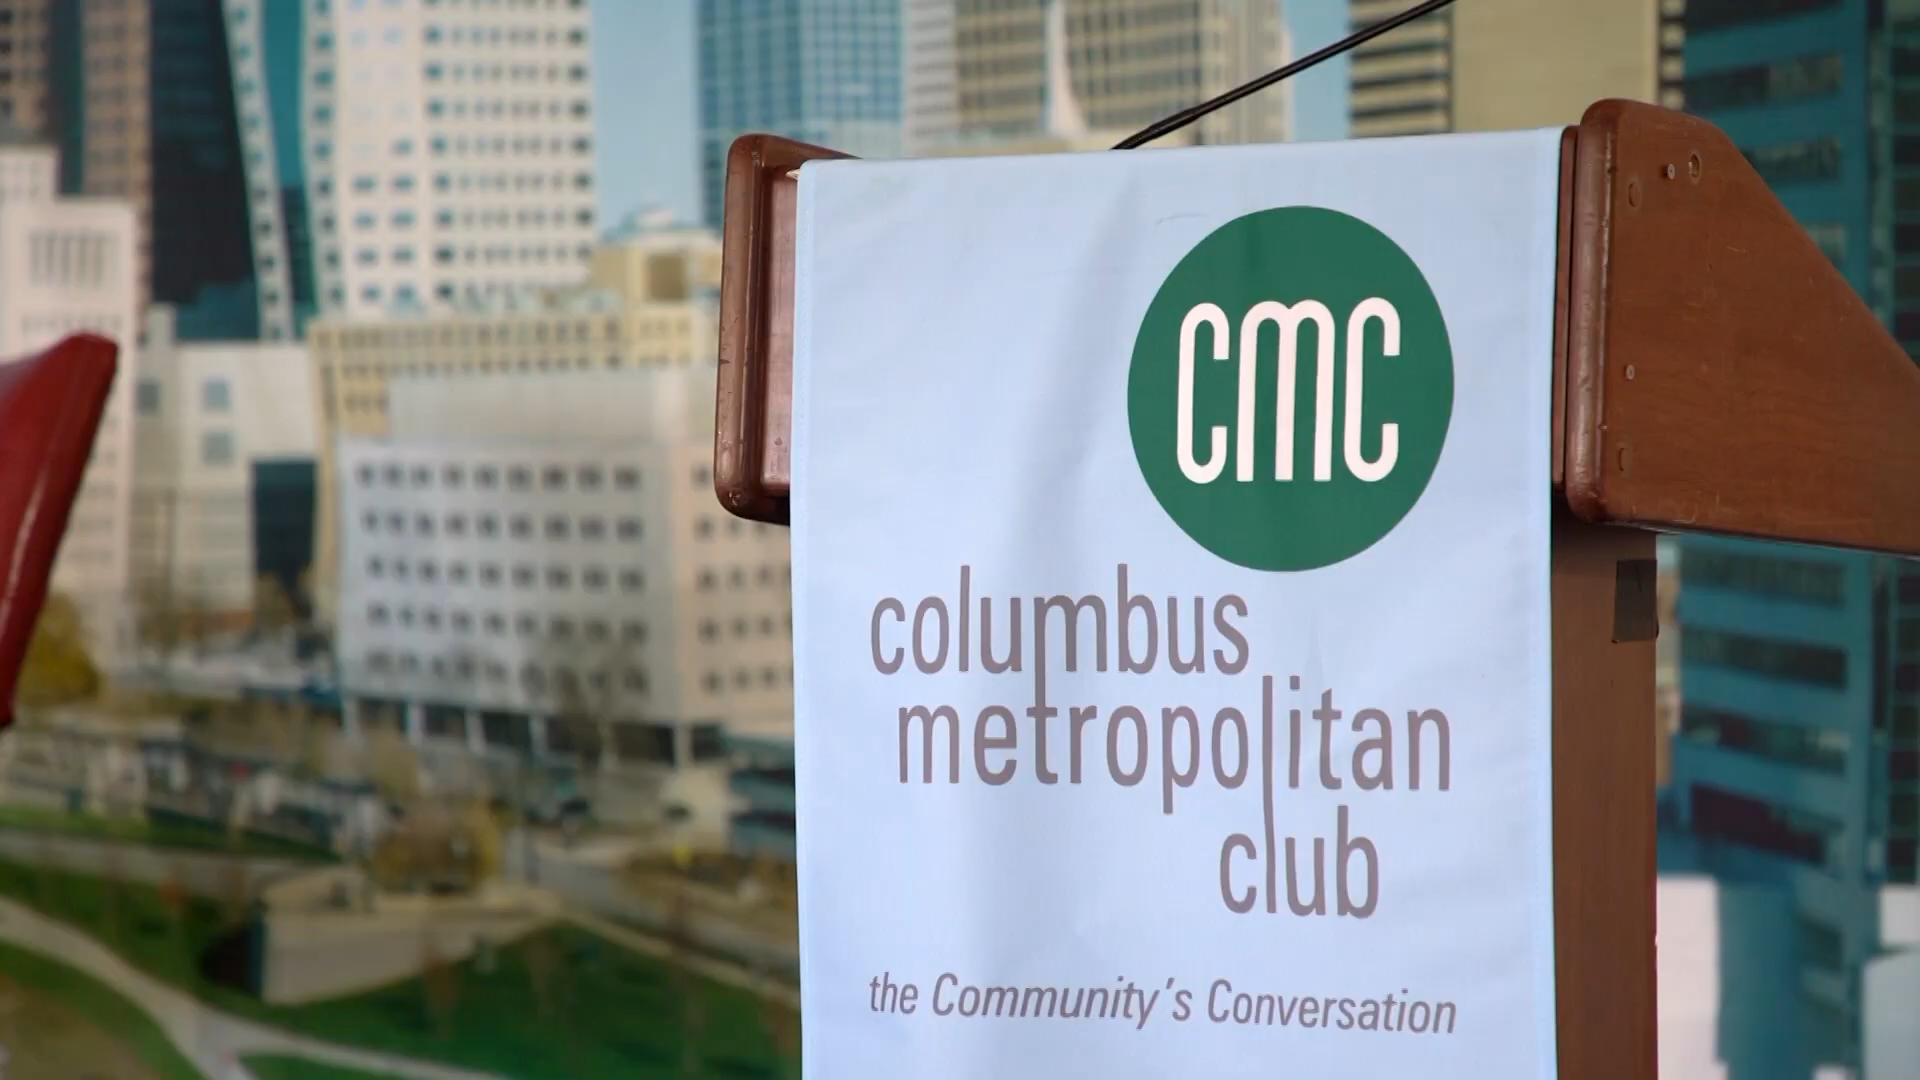 cmc
columbus
metropolitan
club
the Community's Conversation